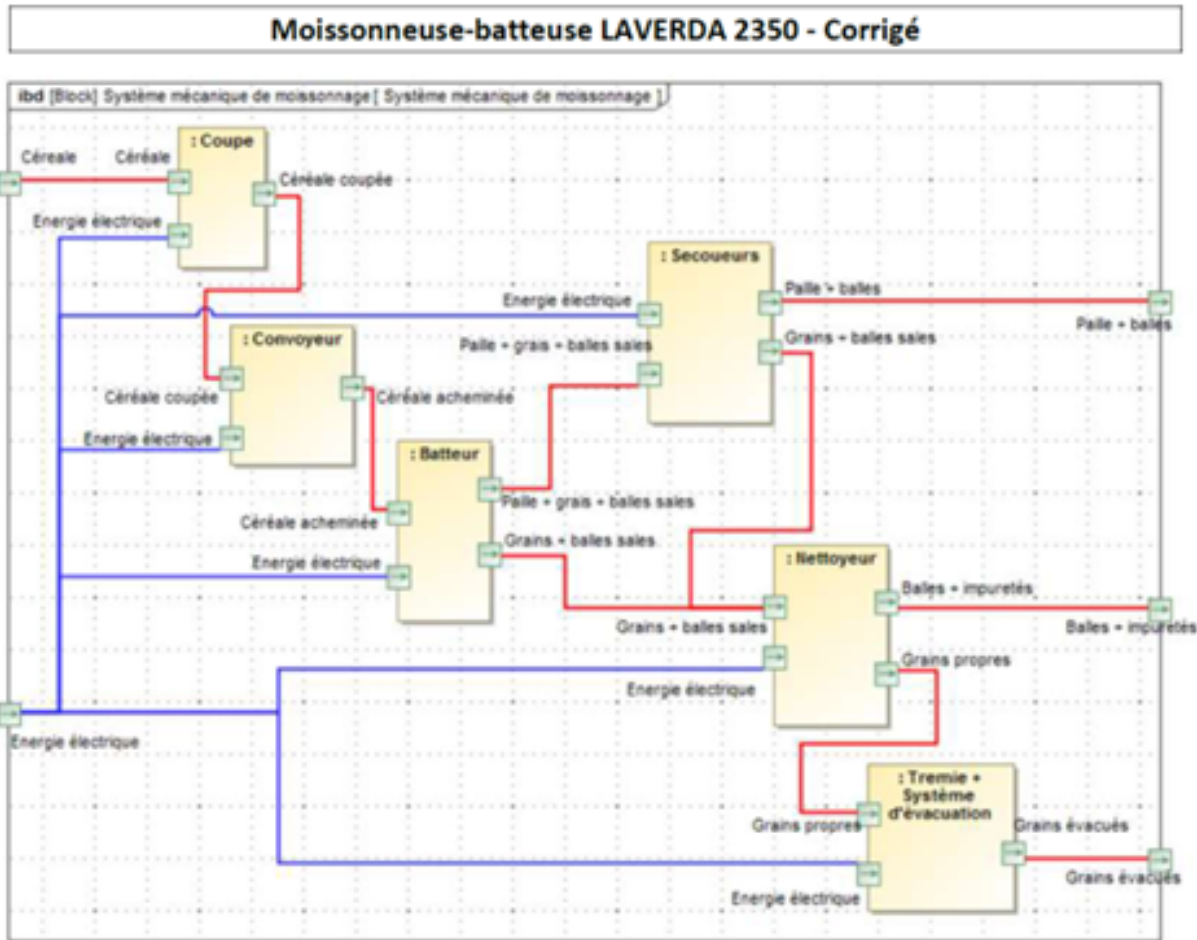 Moissonneuse-batteuse LAVERDA 2350 - Corrigé
ibd [Block] Système mécanique de moissonnage [ Système mécanique de moissonnage ]
: Coupe
Céreale
Céréale
Céréale coupée
Energie électrique
: Secoueurs
Paille + balles
Energie électrique
Paille + balles
: Convoyeur
Paille + grais + balles sales
Grains + balles sales
Céréale coupée
Céréale acheminée
Energie électrique
: Batteur
Paille + grais + balles sales
Céréale acheminée
Grains + balles sales
Energie électrique
: Nettoyeur
Balles + impuretés
Grains + balles sales
Balles + impuretés
Grains propres
Energie électrique
Energie électrique
: Tremie +
Système
d'évacuation
Grains propres
Grains évacués
Grains évacués
Energie électrique